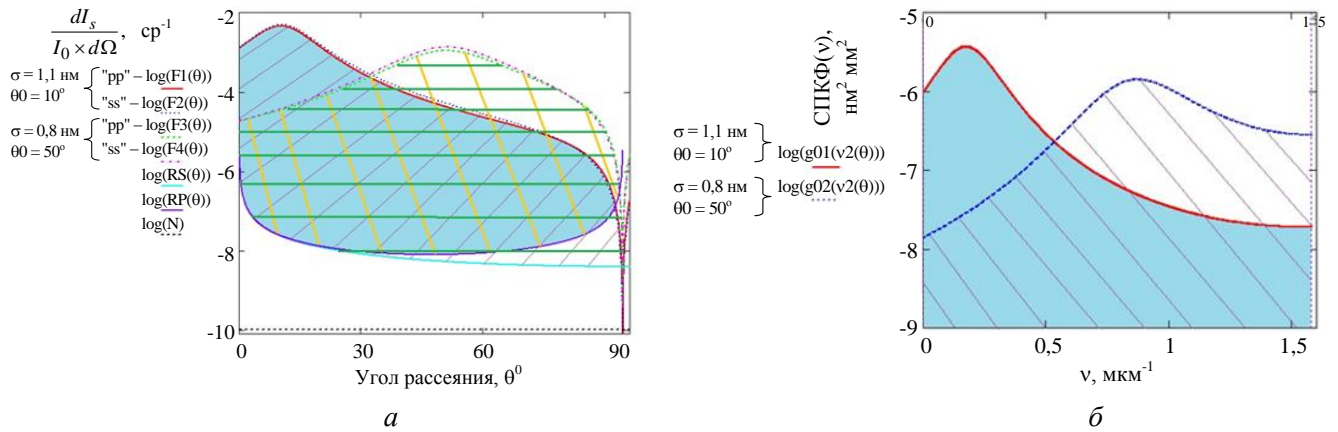 dI_s
I_0 × dΩ , ср^-1
σ = 1,1 нм
θ0 = 10°
"pp" – log(F1(θ))
"ss" – log(F2(θ))
σ = 0,8 нм
θ0 = 50°
"pp" – log(F3(θ))
"ss" – log(F4(θ))
log(RS(θ))
log(RP(θ))
log(N)
-2
-4
-6
-8
-10
0 30 60 90
Угол рассеяния, θ^0
а
СПКФ(ν),
нм^2 мм^2
σ = 1,1 нм
θ0 = 10°
log(g01(ν2(θ)))
σ = 0,8 нм
θ0 = 50°
log(g02(ν2(θ)))
-5
-6
-7
-8
-9
0
0 0,5 1 1,5
ν, мкм^-1
б